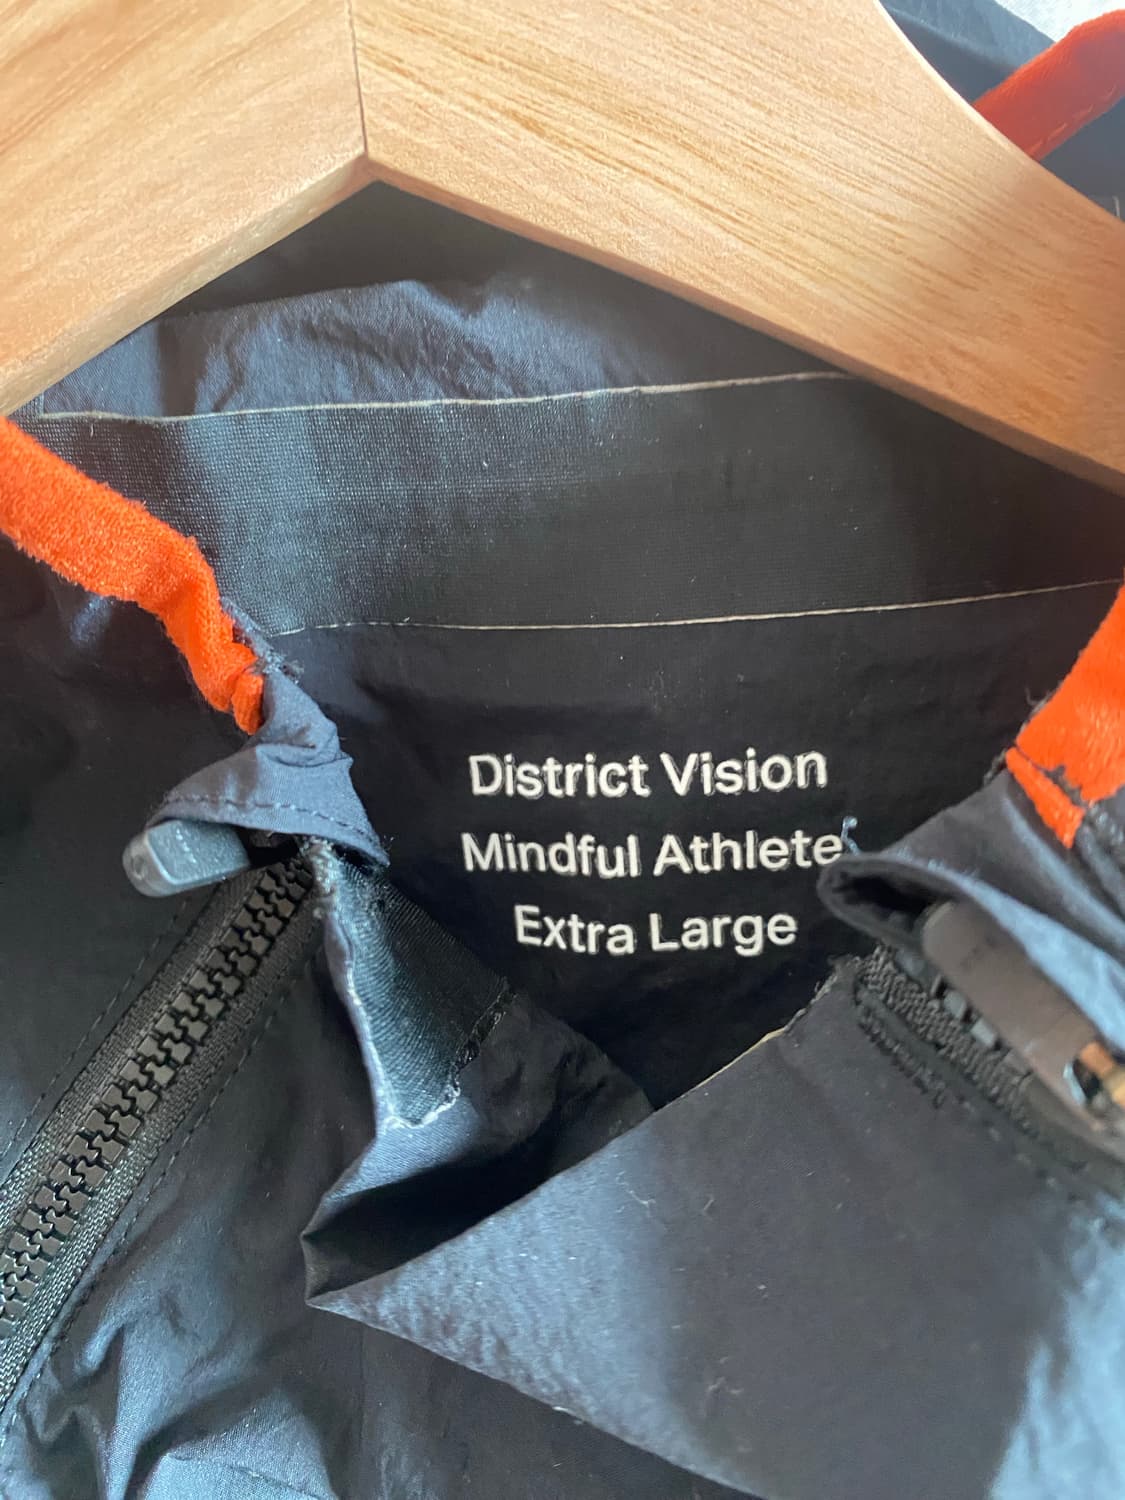 District Vision
Mindful Athlete
Extra Large